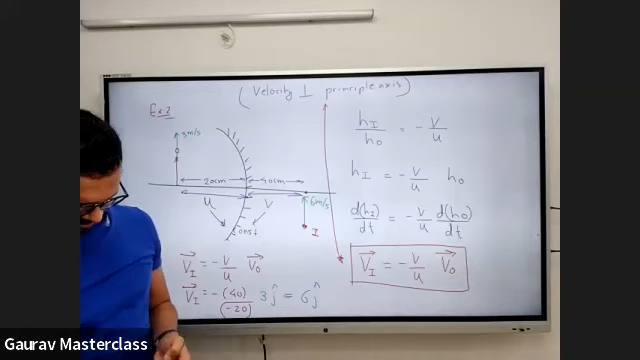 (Velocity ⊥ principle axis)
Ex.2
3m/s
20cm
40cm
u
v
Const
6m/s
I
V⃗_I = -v/u V⃗_o
V⃗_I = -(40)/(-20) 3ĵ = 6ĵ
h_I/h_o = -v/u
h_I = -v/u h_o
d(h_I)/dt = -v/u d(h_o)/dt
V⃗_I = -v/u V⃗_o
Gaurav Masterclass